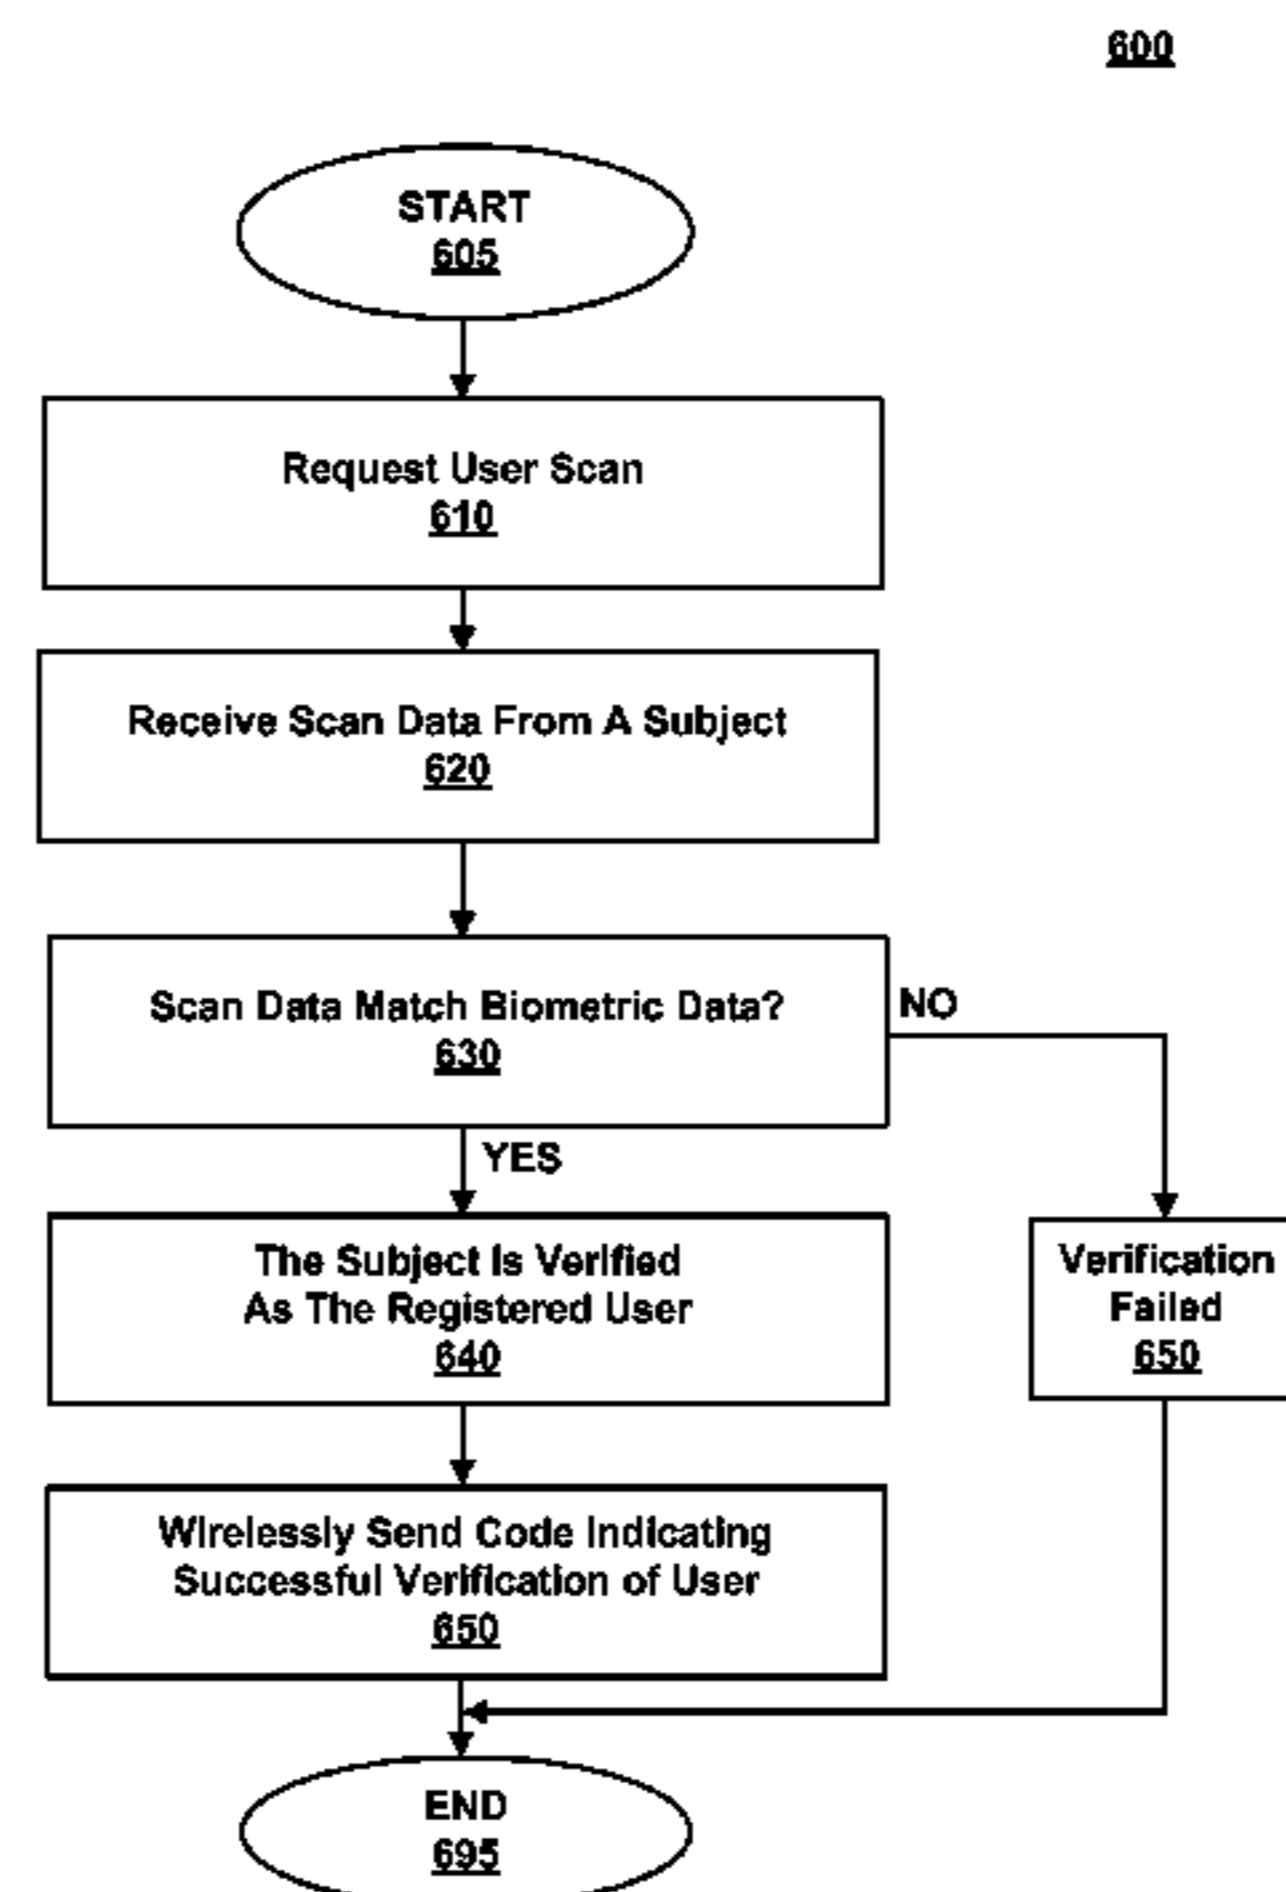 600
START
605
Request User Scan
610
Receive Scan Data From A Subject
620
Scan Data Match Biometric Data?
630
NO
YES
The Subject Is Verified
As The Registered User
640
Verification
Failed
650
Wirelessly Send Code Indicating
Successful Verification of User
650
END
695